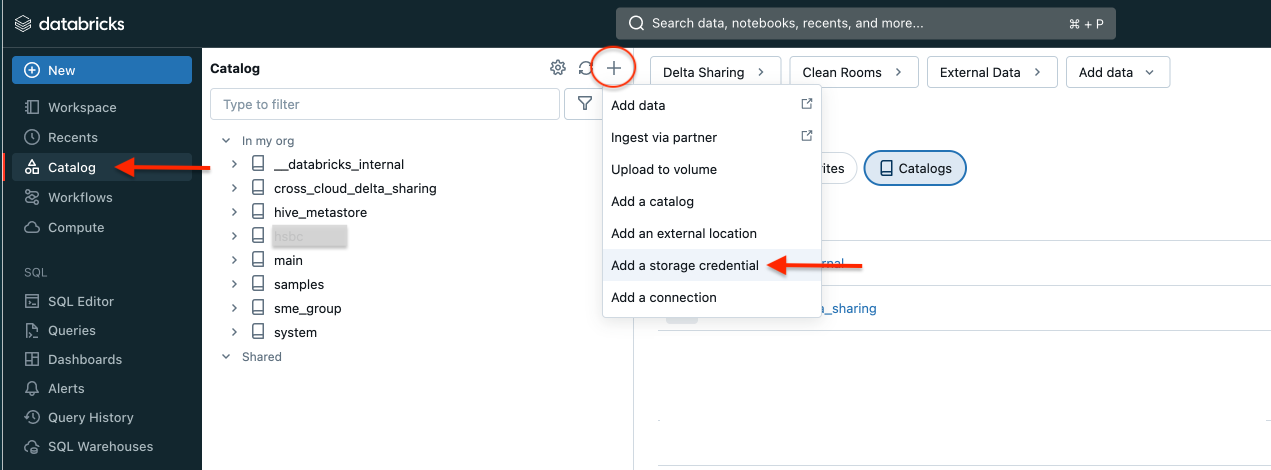 databricks
Search data, notebooks, recents, and more...
⌘ + P
New
Workspace
Recents
Catalog
Workflows
Compute
SQL
SQL Editor
Queries
Dashboards
Alerts
Query History
SQL Warehouses
Catalog
Type to filter
In my org
__databricks_internal
cross_cloud_delta_sharing
hive_metastore
hsbc
main
samples
sme_group
system
Shared
Delta Sharing
Clean Rooms
External Data
Add data
Add data
Ingest via partner
Upload to volume
Add a catalog
Add an external location
Add a storage credential
Add a connection
rites
Catalogs
rnal
a_sharing